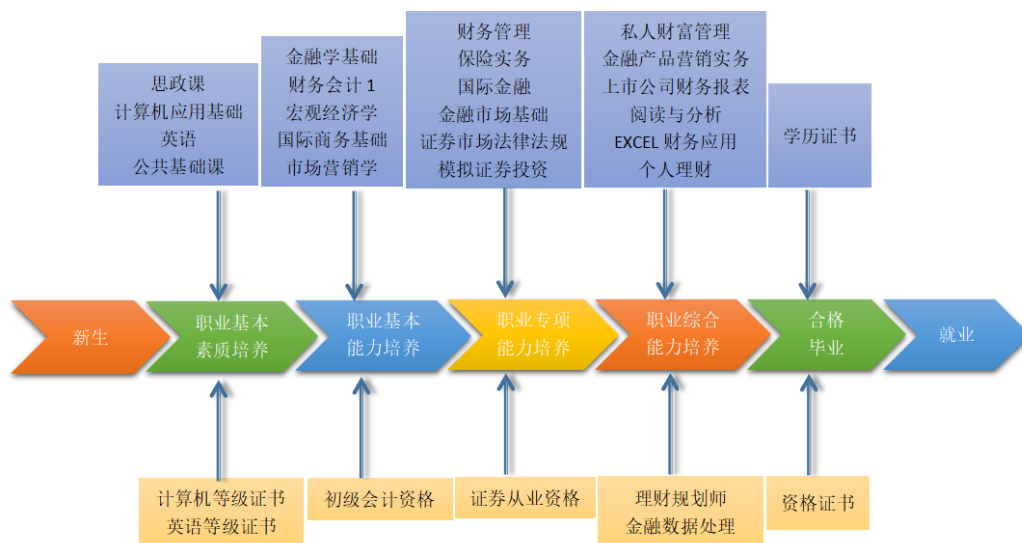 思政课
计算机应用基础
英语
公共基础课
金融学基础
财务会计 1
宏观经济学
国际商务基础
市场营销学
财务管理
保险实务
国际金融
金融市场基础
证券市场法律法规
模拟证券投资
私人财富管理
金融产品营销实务
上市公司财务报表
阅读与分析
EXCEL 财务应用
个人理财
学历证书
新生
职业基本
素质培养
职业基本
能力培养
职业专项
能力培养
职业综合
能力培养
合格
毕业
就业
计算机等级证书
英语等级证书
初级会计资格
证券从业资格
理财规划师
金融数据处理
资格证书